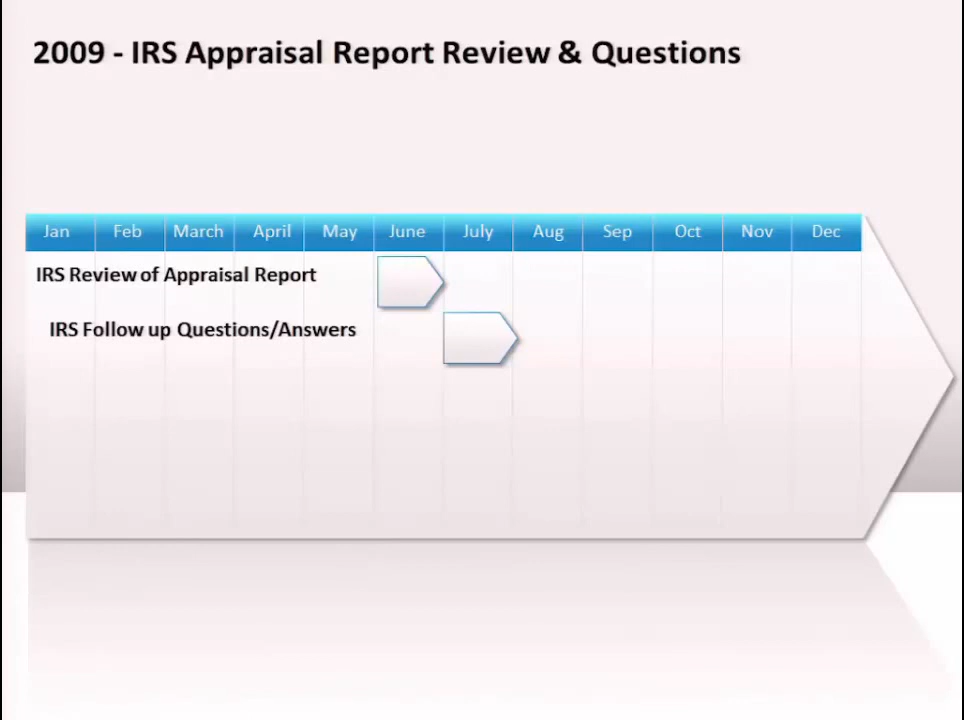 2009 - IRS Appraisal Report Review & Questions
Jan Feb March April May June July Aug Sep Oct Nov Dec
IRS Review of Appraisal Report
IRS Follow up Questions/Answers